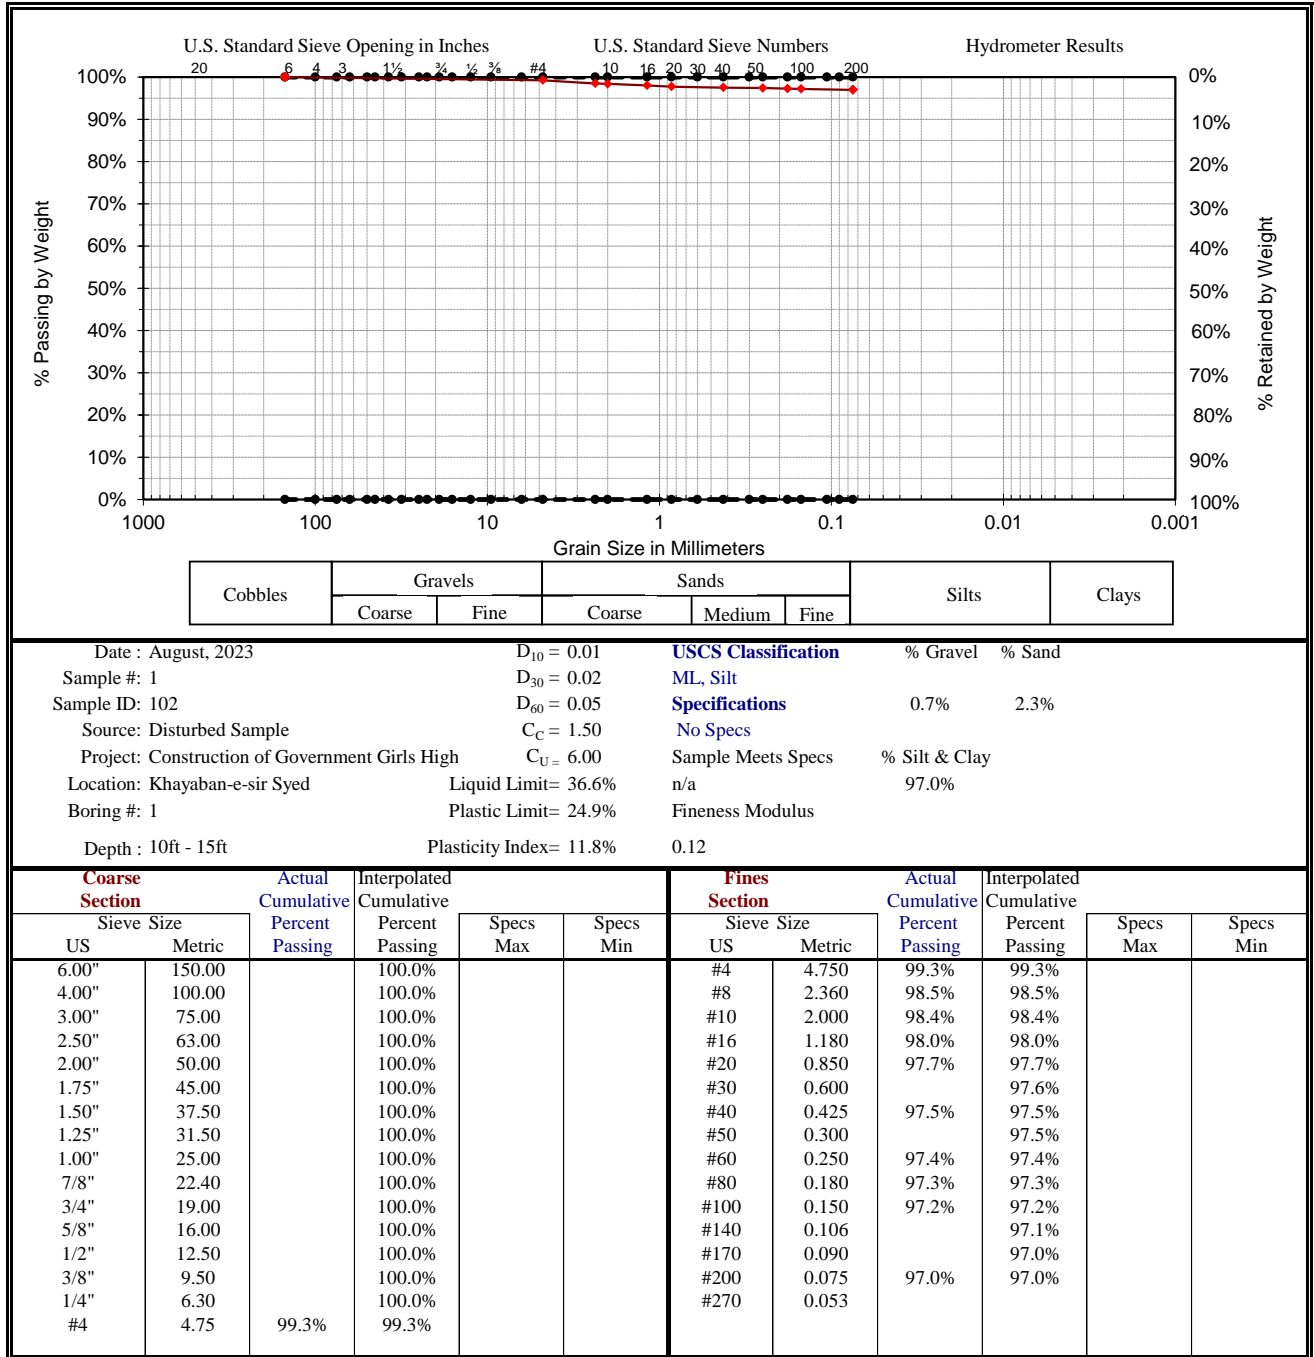 U.S. Standard Sieve Opening in Inches U.S. Standard Sieve Numbers Hydrometer Results
20 6 4 3 1½ ¾ ½ ⅜ #4 10 16 20 30 40 50 100 200
100% 0%
90% 10%
80% 20%
70% 30%
60% 40%
50% 50%
40% 60%
30% 70%
20% 80%
10% 90%
0% 100%
% Passing by Weight
% Retained by Weight
1000 100 10 1 0.1 0.01 0.001
Grain Size in Millimeters
Cobbles Gravels Sands Silts Clays
Coarse Fine Coarse Medium Fine
Date : August, 2023 D10 = 0.01 USCS Classification % Gravel % Sand
Sample #: 1 D30 = 0.02 ML, Silt
Sample ID: 102 D60 = 0.05 Specifications 0.7% 2.3%
Source: Disturbed Sample CC = 1.50 No Specs
Project: Construction of Government Girls High CU = 6.00 Sample Meets Specs % Silt & Clay
Location: Khayaban-e-sir Syed Liquid Limit= 36.6% n/a 97.0%
Boring #: 1 Plastic Limit= 24.9% Fineness Modulus
Depth : 10ft - 15ft Plasticity Index= 11.8% 0.12
Coarse Actual Interpolated Fines Actual Interpolated
Section Cumulative Cumulative Section Cumulative Cumulative
Sieve Size Percent Percent Specs Specs Sieve Size Percent Percent Specs Specs
US Metric Passing Passing Max Min US Metric Passing Passing Max Min
6.00" 150.00 100.0% #4 4.750 99.3% 99.3%
4.00" 100.00 100.0% #8 2.360 98.5% 98.5%
3.00" 75.00 100.0% #10 2.000 98.4% 98.4%
2.50" 63.00 100.0% #16 1.180 98.0% 98.0%
2.00" 50.00 100.0% #20 0.850 97.7% 97.7%
1.75" 45.00 100.0% #30 0.600 97.6%
1.50" 37.50 100.0% #40 0.425 97.5% 97.5%
1.25" 31.50 100.0% #50 0.300 97.5%
1.00" 25.00 100.0% #60 0.250 97.4% 97.4%
7/8" 22.40 100.0% #80 0.180 97.3% 97.3%
3/4" 19.00 100.0% #100 0.150 97.2% 97.2%
5/8" 16.00 100.0% #140 0.106 97.1%
1/2" 12.50 100.0% #170 0.090 97.0%
3/8" 9.50 100.0% #200 0.075 97.0% 97.0%
1/4" 6.30 100.0% #270 0.053
#4 4.75 99.3% 99.3%